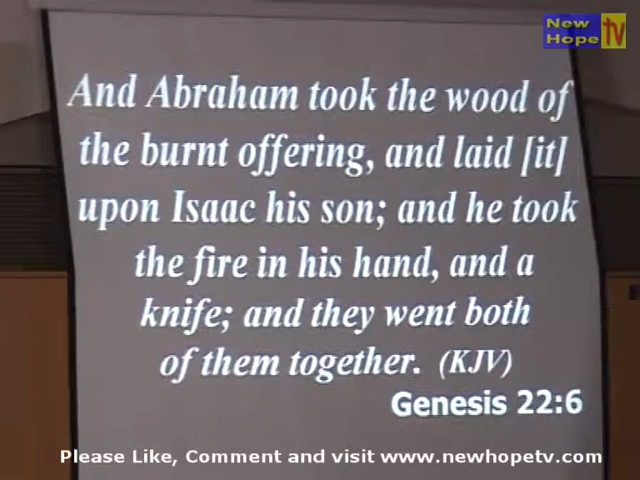 New
Hope TV
And Abraham took the wood of
the burnt offering, and laid [it]
upon Isaac his son; and he took
the fire in his hand, and a
knife; and they went both
of them together. (KJV)
Genesis 22:6
Please Like, Comment and visit www.newhopetv.com